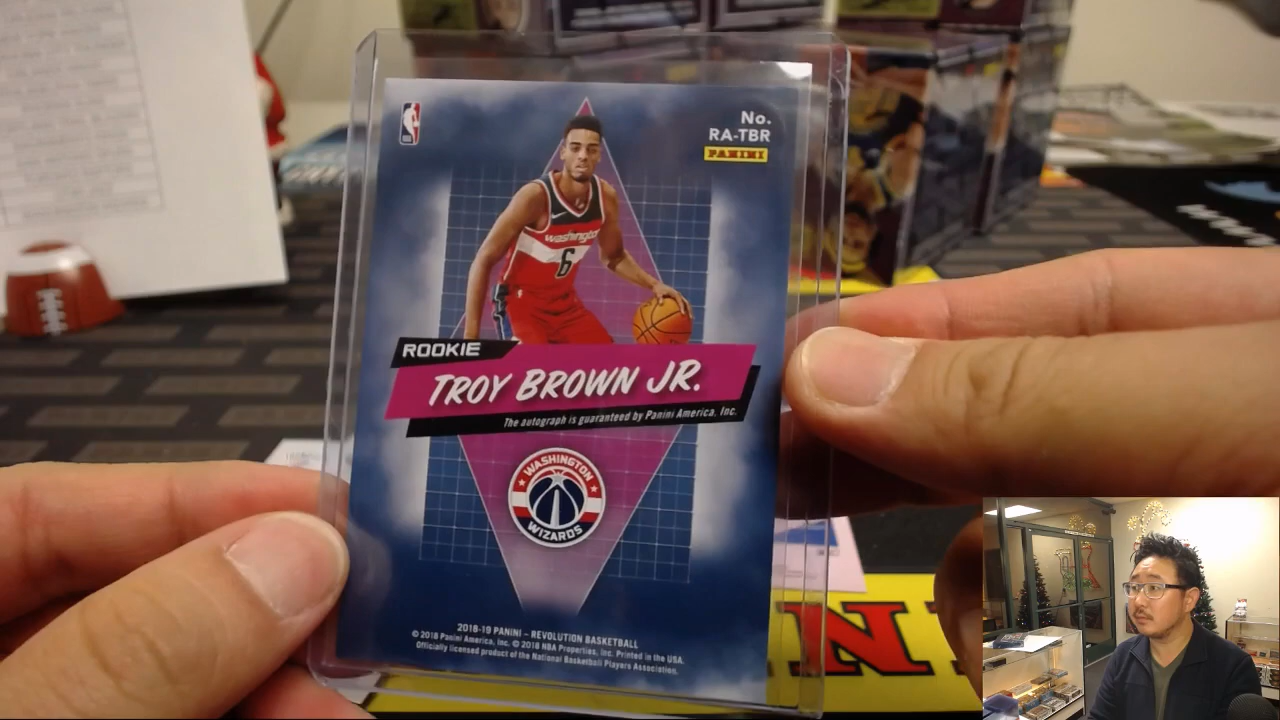 No.
RA-TBR
PANINI
Washington
6
ROOKIE
TROY BROWN JR.
The autograph is guaranteed by Panini America, Inc.
WASHINGTON
WIZARDS
2018-19 PANINI – REVOLUTION BASKETBALL
© 2018 Panini America, Inc. © 2018 NBA Properties, Inc. Printed in the USA.
Officially licensed product of the National Basketball Players Association.